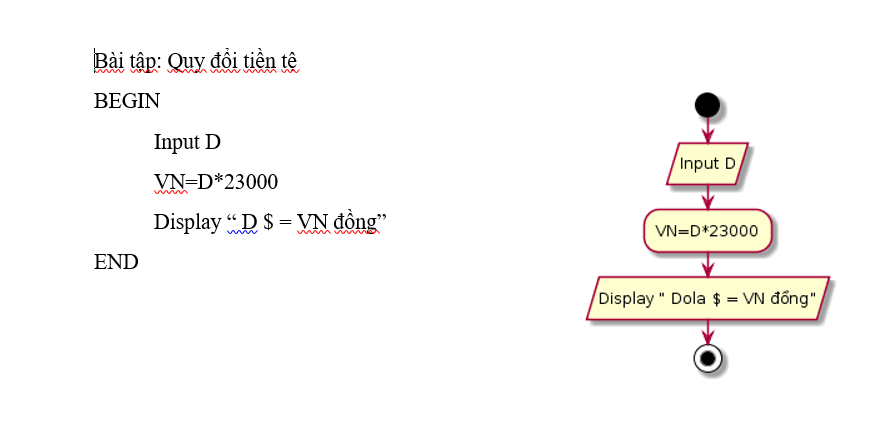 Bài tập: Quy đổi tiền tê
BEGIN
Input D
VN=D*23000
Display “ D $ = VN đồng”
END
Input D
VN=D*23000
Display " Dola $ = VN đồng"